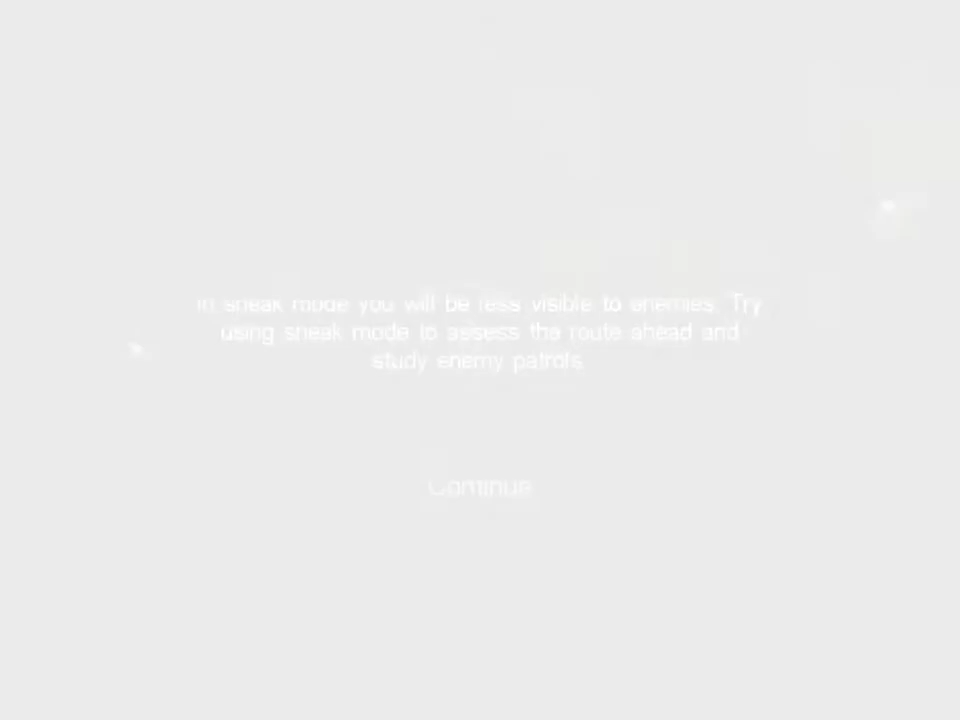 In sneak mode you will be less visible to enemies. Try
using sneak mode to assess the route ahead and
study enemy patrols.
Continue